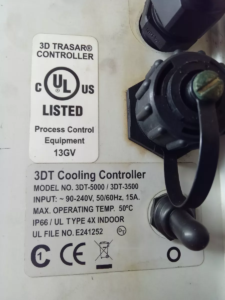 3D TRASAR®
CONTROLLER
C UL US
LISTED
Process Control
Equipment
13GV
3DT Cooling Controller
MODEL NO. 3DT-5000 / 3DT-3500
INPUT: ~ 90-240V, 50/60Hz, 15A.
MAX. OPERATING TEMP. 50ºC
IP66 / UL TYPE 4X INDOOR
UL FILE NO. E241252
C 1 CE